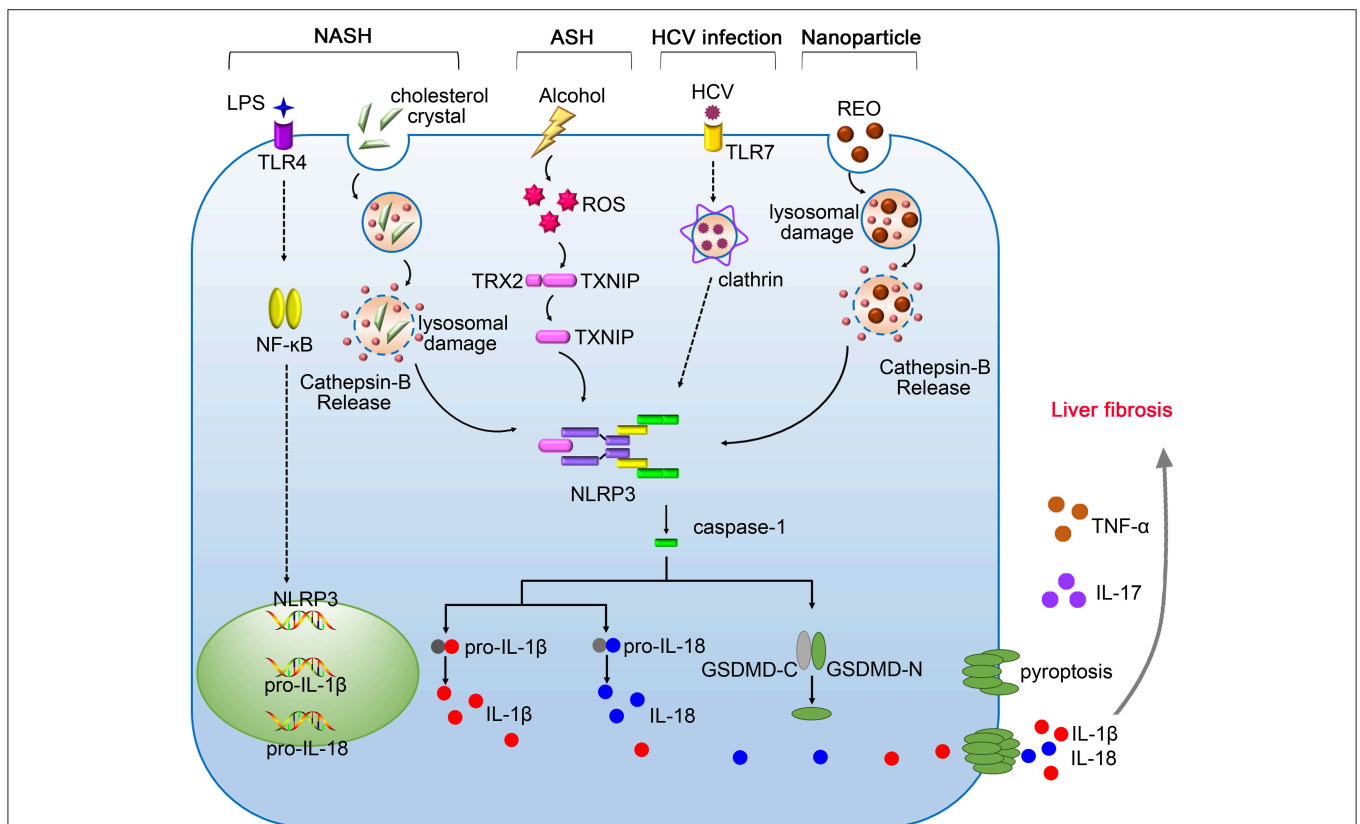 NASH
ASH
HCV infection
Nanoparticle
LPS
cholesterol
crystal
Alcohol
HCV
REO
TLR4
TLR7
ROS
lysosomal
damage
TRX2
TXNIP
clathrin
NF-κB
lysosomal
damage
TXNIP
Cathepsin-B
Release
Cathepsin-B
Release
Liver fibrosis
NLRP3
caspase-1
TNF-α
IL-17
NLRP3
pro-IL-1β
pro-IL-18
pro-IL-1β
pro-IL-18
GSDMD-C
GSDMD-N
pyroptosis
IL-1β
IL-18
IL-1β
IL-18